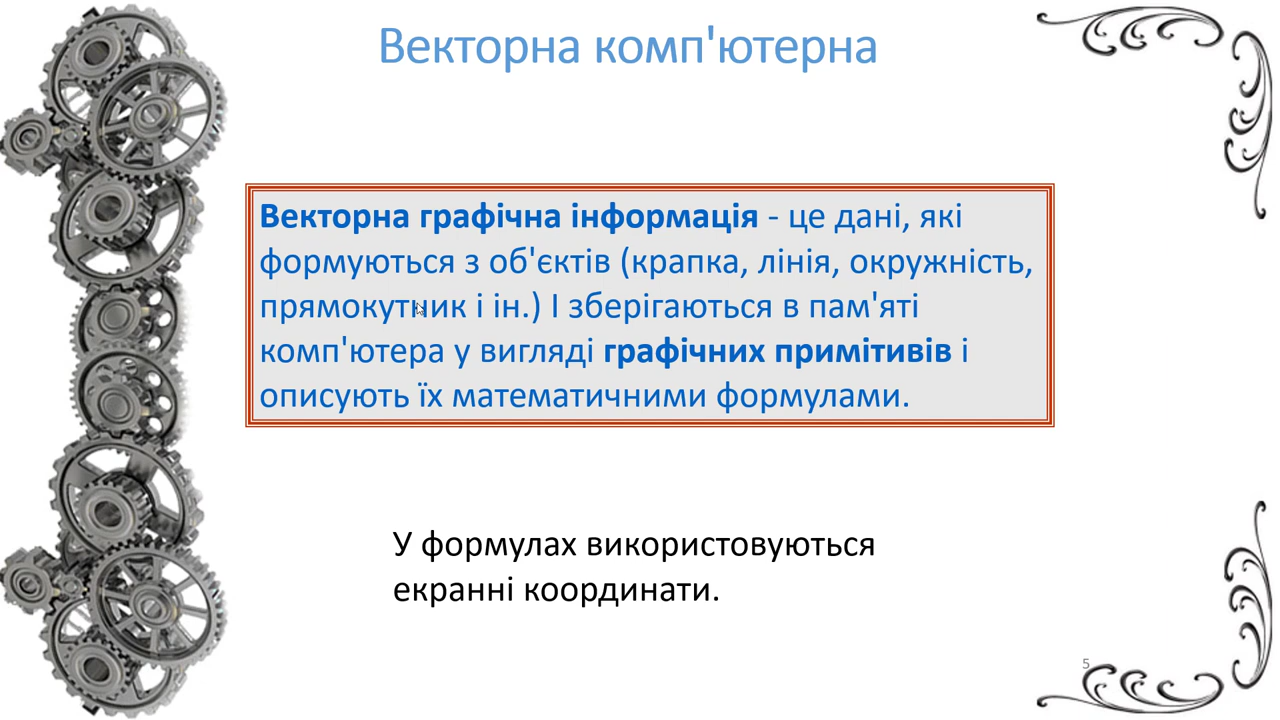 Векторна комп'ютерна
Векторна графічна інформація - це дані, які
формуються з об'єктів (крапка, лінія, окружність,
прямокутник і ін.) І зберігаються в пам'яті
комп'ютера у вигляді графічних примітивів і
описують їх математичними формулами.
У формулах використовуються
екранні координати.
5